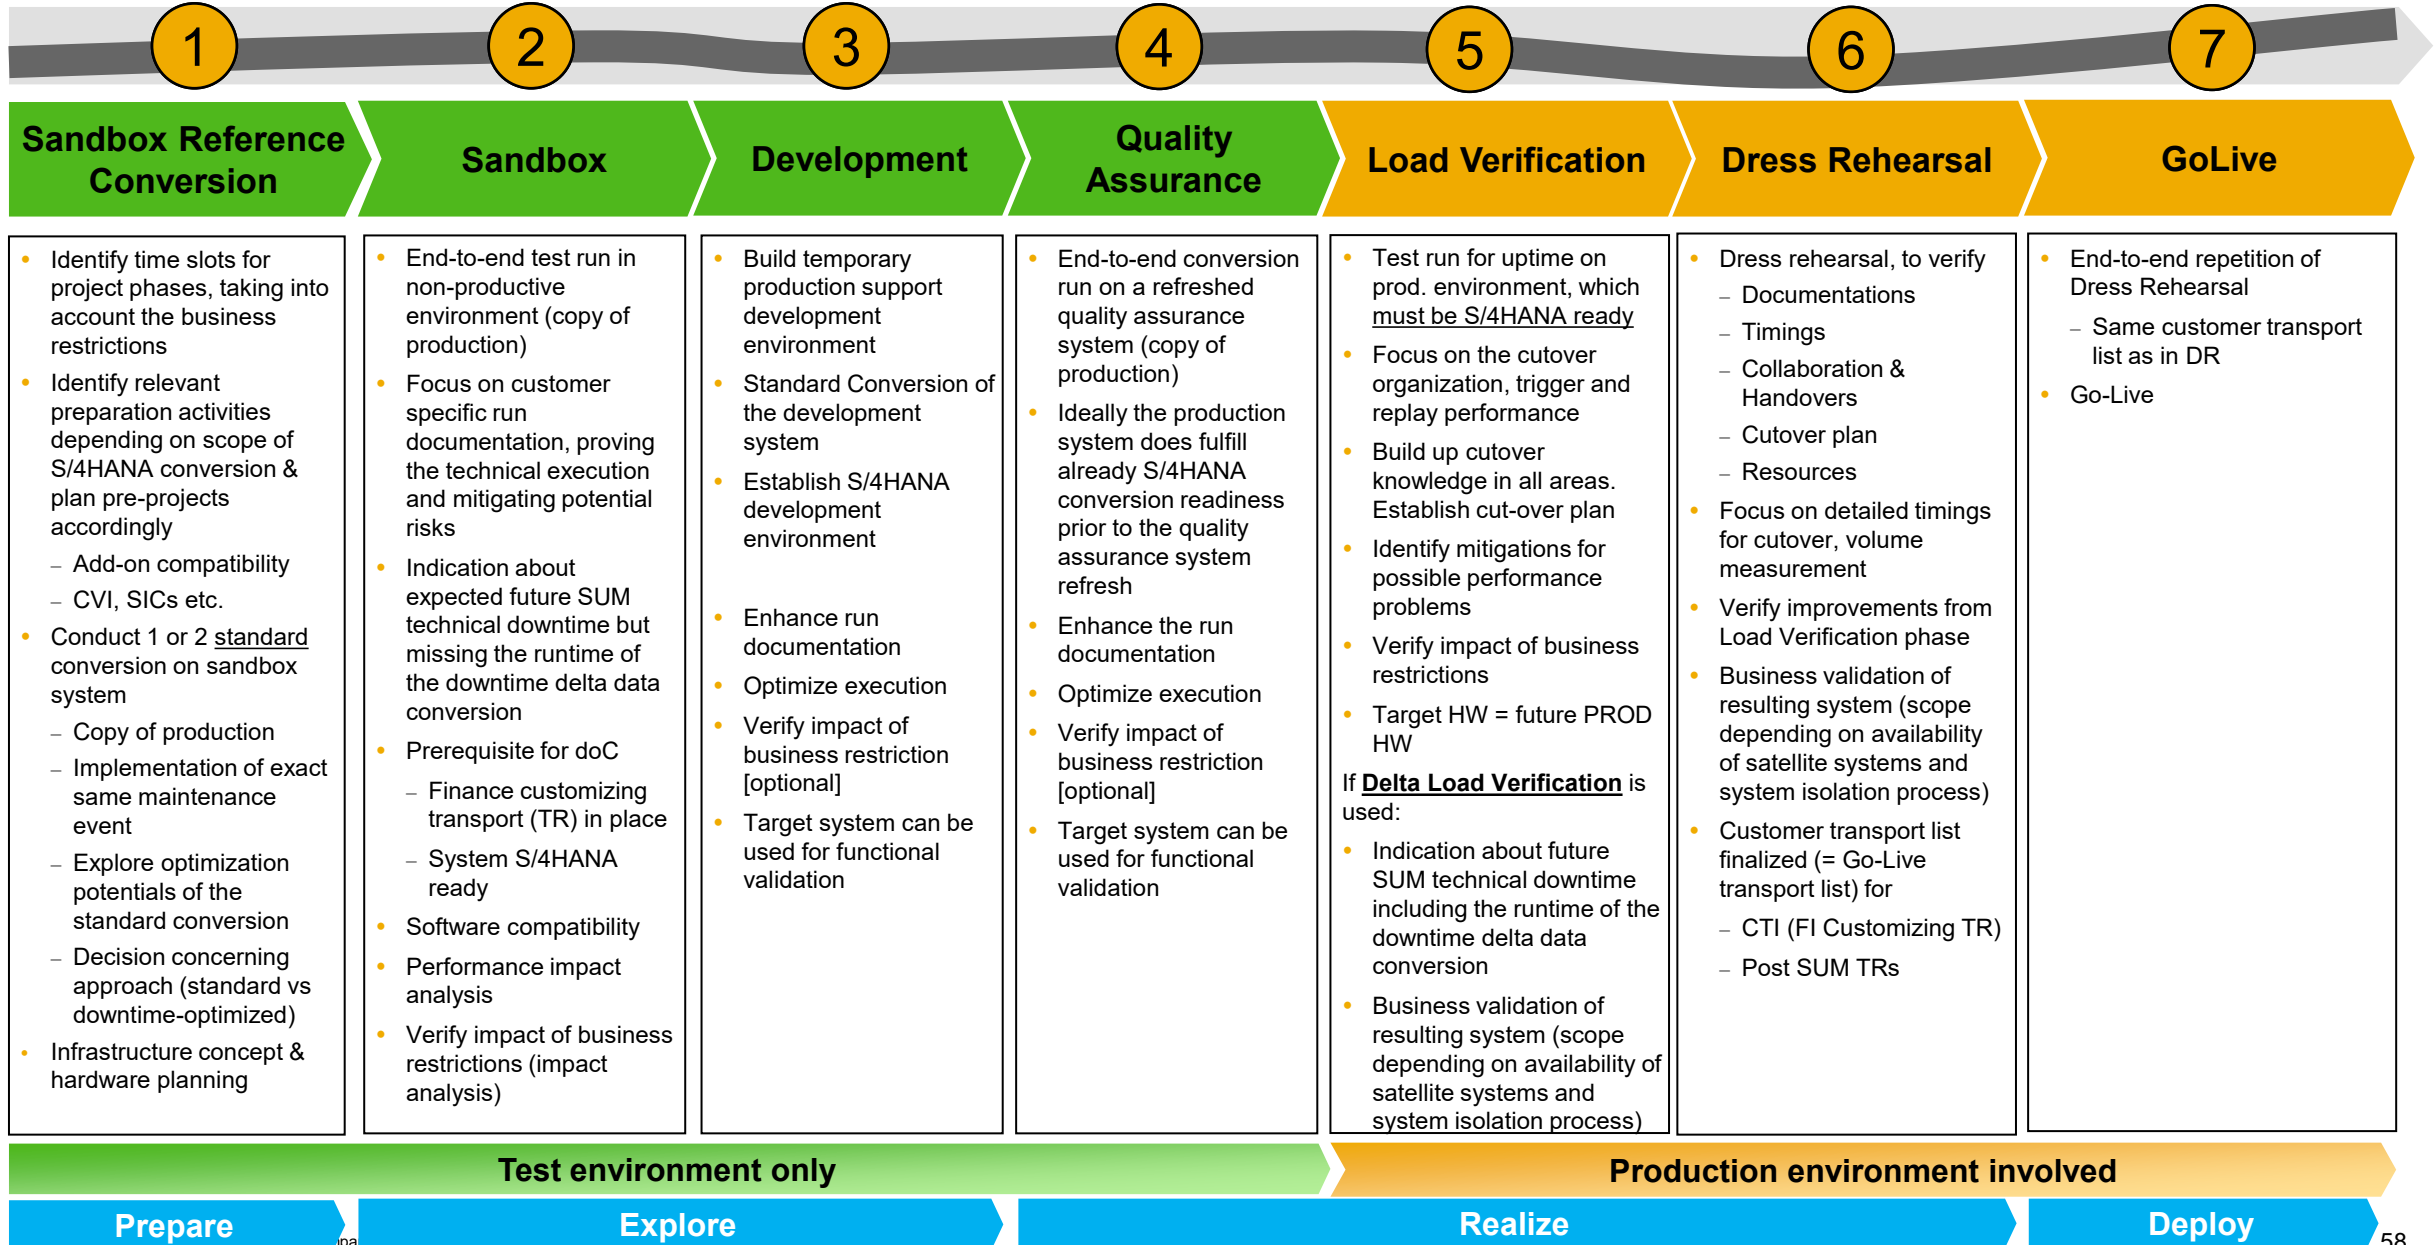 1
2
3
4
5
6
7
Sandbox Reference
Conversion
Sandbox
Development
Quality
Assurance
Load Verification
Dress Rehearsal
GoLive
• Identify time slots for
project phases, taking into
account the business
restrictions
• Identify relevant
preparation activities
depending on scope of
S/4HANA conversion &
plan pre-projects
accordingly
– Add-on compatibility
– CVI, SICs etc.
• Conduct 1 or 2 standard
conversion on sandbox
system
– Copy of production
– Implementation of exact
same maintenance
event
– Explore optimization
potentials of the
standard conversion
– Decision concerning
approach (standard vs
downtime-optimized)
• Infrastructure concept &
hardware planning
• End-to-end test run in
non-productive
environment (copy of
production)
• Focus on customer
specific run
documentation, proving
the technical execution
and mitigating potential
risks
• Indication about
expected future SUM
technical downtime but
missing the runtime of
the downtime delta data
conversion
• Prerequisite for doC
– Finance customizing
transport (TR) in place
– System S/4HANA
ready
• Software compatibility
• Performance impact
analysis
• Verify impact of business
restrictions (impact
analysis)
• Build temporary
production support
development
environment
• Standard Conversion of
the development
system
• Establish S/4HANA
development
environment
• Enhance run
documentation
• Optimize execution
• Verify impact of
business restriction
[optional]
• Target system can be
used for functional
validation
• End-to-end conversion
run on a refreshed
quality assurance
system (copy of
production)
• Ideally the production
system does fulfill
already S/4HANA
conversion readiness
prior to the quality
assurance system
refresh
• Enhance the run
documentation
• Optimize execution
• Verify impact of
business restriction
[optional]
• Target system can be
used for functional
validation
• Test run for uptime on
prod. environment, which
must be S/4HANA ready
• Focus on the cutover
organization, trigger and
replay performance
• Build up cutover
knowledge in all areas.
Establish cut-over plan
• Identify mitigations for
possible performance
problems
• Verify impact of business
restrictions
• Target HW = future PROD
HW
If Delta Load Verification is
used:
• Indication about future
SUM technical downtime
including the runtime of the
downtime delta data
conversion
• Business validation of
resulting system (scope
depending on availability of
satellite systems and
system isolation process)
• Dress rehearsal, to verify
– Documentations
– Timings
– Collaboration &
Handovers
– Cutover plan
– Resources
• Focus on detailed timings
for cutover, volume
measurement
• Verify improvements from
Load Verification phase
• Business validation of
resulting system (scope
depending on availability
of satellite systems and
system isolation process)
• Customer transport list
finalized (= Go-Live
transport list) for
– CTI (FI Customizing TR)
– Post SUM TRs
• End-to-end repetition of
Dress Rehearsal
– Same customer transport
list as in DR
• Go-Live
Test environment only
Production environment involved
Prepare
Explore
Realize
Deploy
58